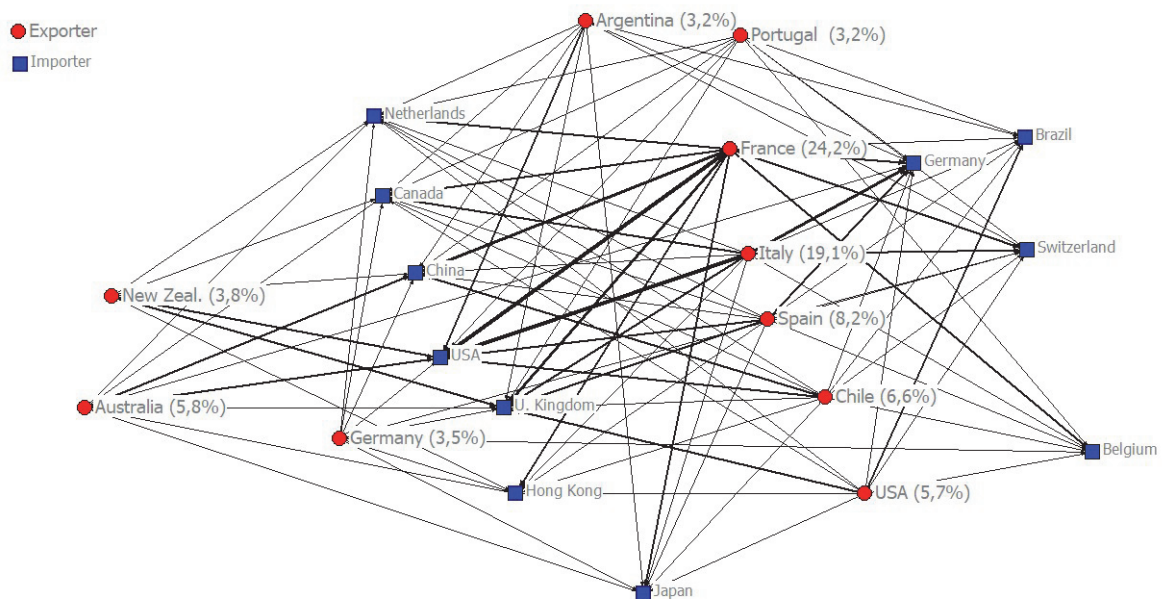 Exporter
Importer
Argentina (3,2%)
Portugal (3,2%)
Netherlands
Brazil
France (24,2%)
Germany
Canada
Switzerland
Italy (19,1%)
China
New Zeal. (3,8%)
Spain (8,2%)
USA
Chile (6,6%)
Australia (5,8%)
U. Kingdom
Germany (3,5%)
Belgium
Hong Kong
USA (5,7%)
Japan